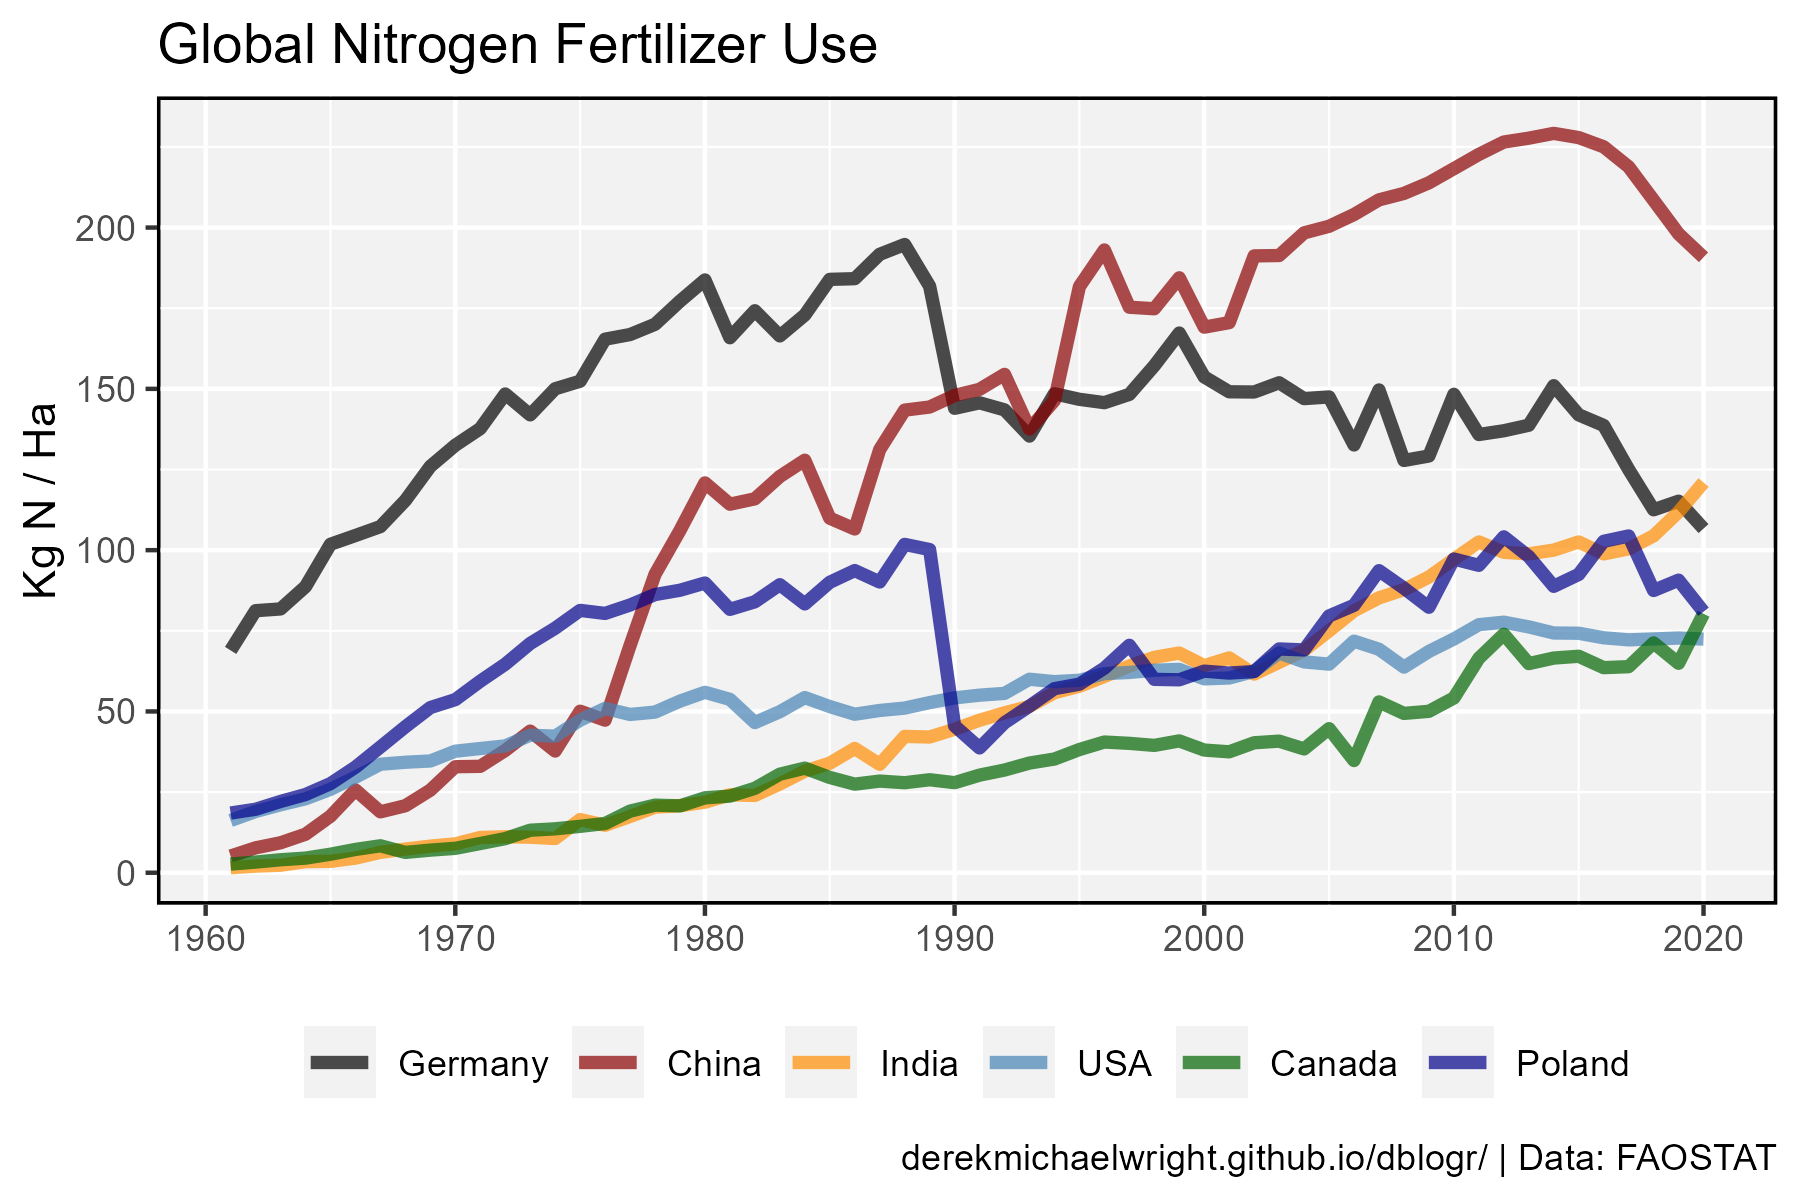 Global Nitrogen Fertilizer Use
Kg N / Ha
200
150
100
50
0
1960 1970 1980 1990 2000 2010 2020
Germany China India USA Canada Poland
derekmichaelwright.github.io/dblogr/ | Data: FAOSTAT